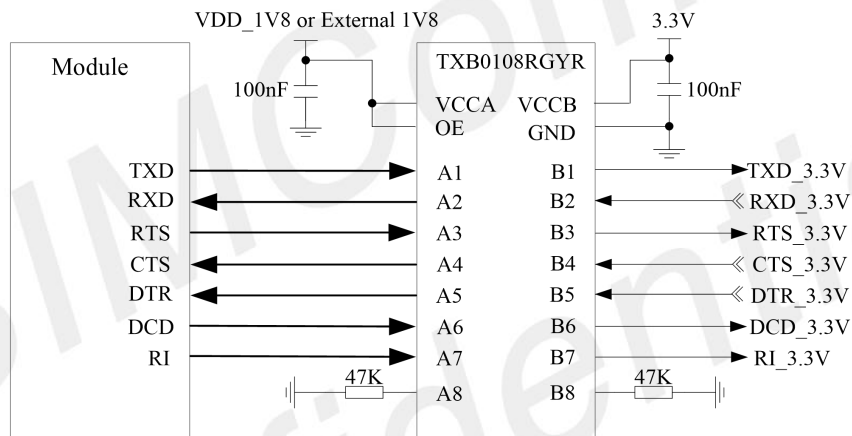 VDD_1V8 or External 1V8
3.3V
Module
TXB0108RGYR
100nF
VCCA
VCCB
100nF
OE
GND
TXD
A1
B1
TXD_3.3V
RXD
A2
B2
RXD_3.3V
RTS
A3
B3
RTS_3.3V
CTS
A4
B4
CTS_3.3V
DTR
A5
B5
DTR_3.3V
DCD
A6
B6
DCD_3.3V
RI
A7
B7
RI_3.3V
47K
A8
B8
47K